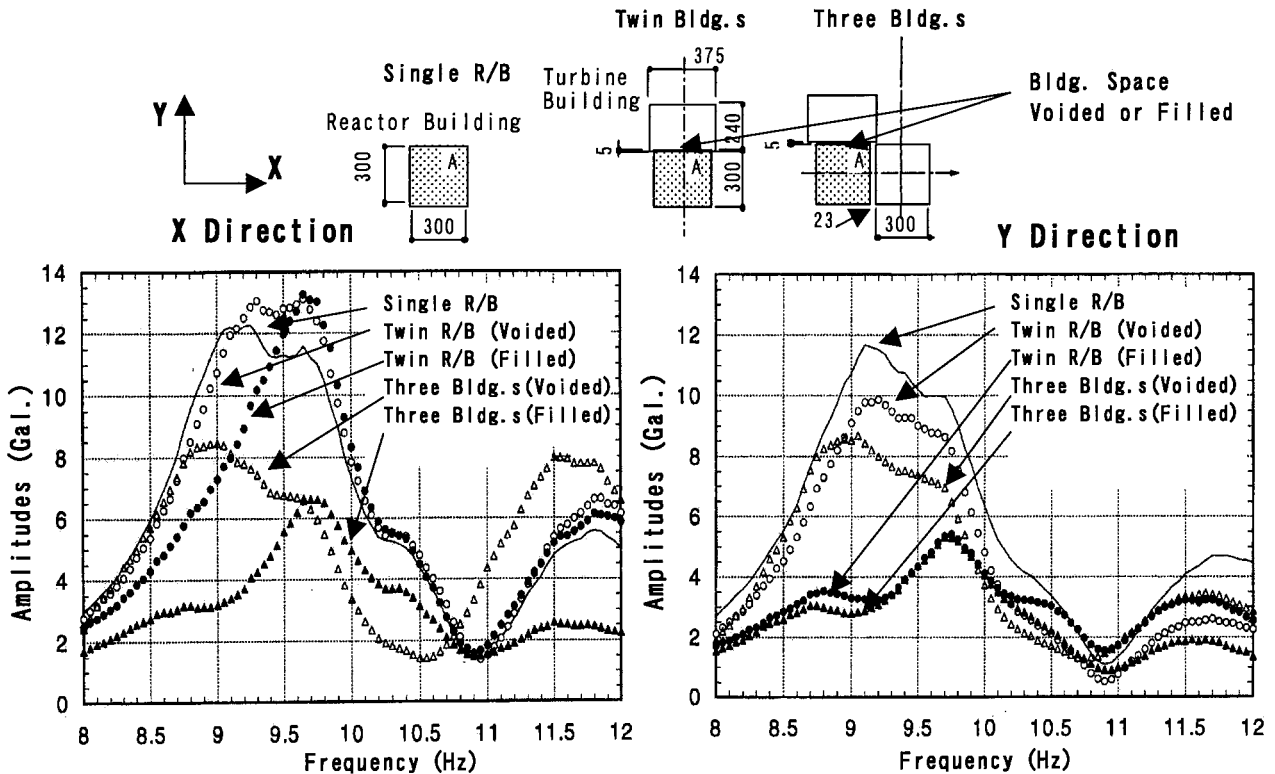 Twin Bldg.s
Three Bldg.s
375
Single R/B
Turbine
Building
Bldg. Space
Voided or Filled
Y
X
Reactor Building
A
300
300
5
A
240
300
5
A
23
300
X Direction
Y Direction
14
12
10
8
6
4
2
0
Amplitudes (Gal.)
Single R/B
Twin R/B (Voided)
Twin R/B (Filled)
Three Bldg.s(Voided)
Three Bldg.s(Filled)
8 8.5 9 9.5 10 10.5 11 11.5 12
Frequency (Hz)
14
12
10
8
6
4
2
0
Amplitudes (Gal.)
Single R/B
Twin R/B (Voided)
Twin R/B (Filled)
Three Bldg.s(Voided)
Three Bldg.s(Filled)
8 8.5 9 9.5 10 10.5 11 11.5 12
Frequency (Hz)